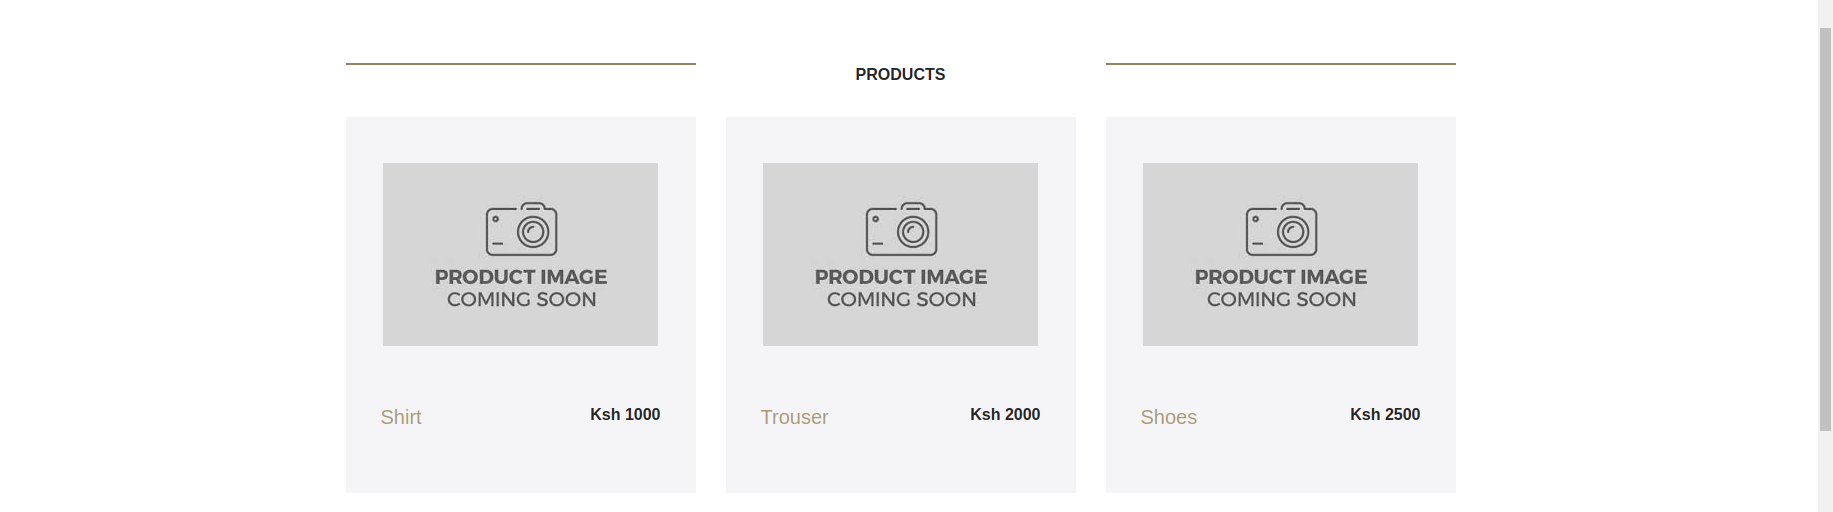 PRODUCTS
PRODUCT IMAGE
COMING SOON
PRODUCT IMAGE
COMING SOON
PRODUCT IMAGE
COMING SOON
Shirt
Ksh 1000
Trouser
Ksh 2000
Shoes
Ksh 2500